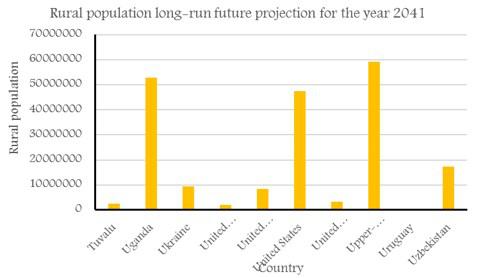 Rural population long-run future projection for the year 2041
Rural population
70000000
60000000
50000000
40000000
30000000
20000000
10000000
0
Tuvalu
Uganda
Ukraine
United...
United...
United States
United...
Upper-...
Uruguay
Uzbekistan
Country